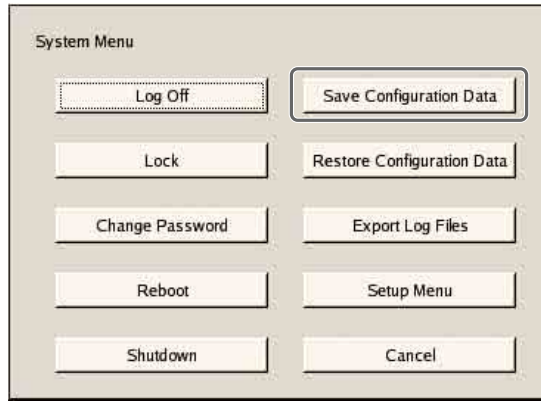 System Menu
Log Off
Save Configuration Data
Lock
Restore Configuration Data
Change Password
Export Log Files
Reboot
Setup Menu
Shutdown
Cancel